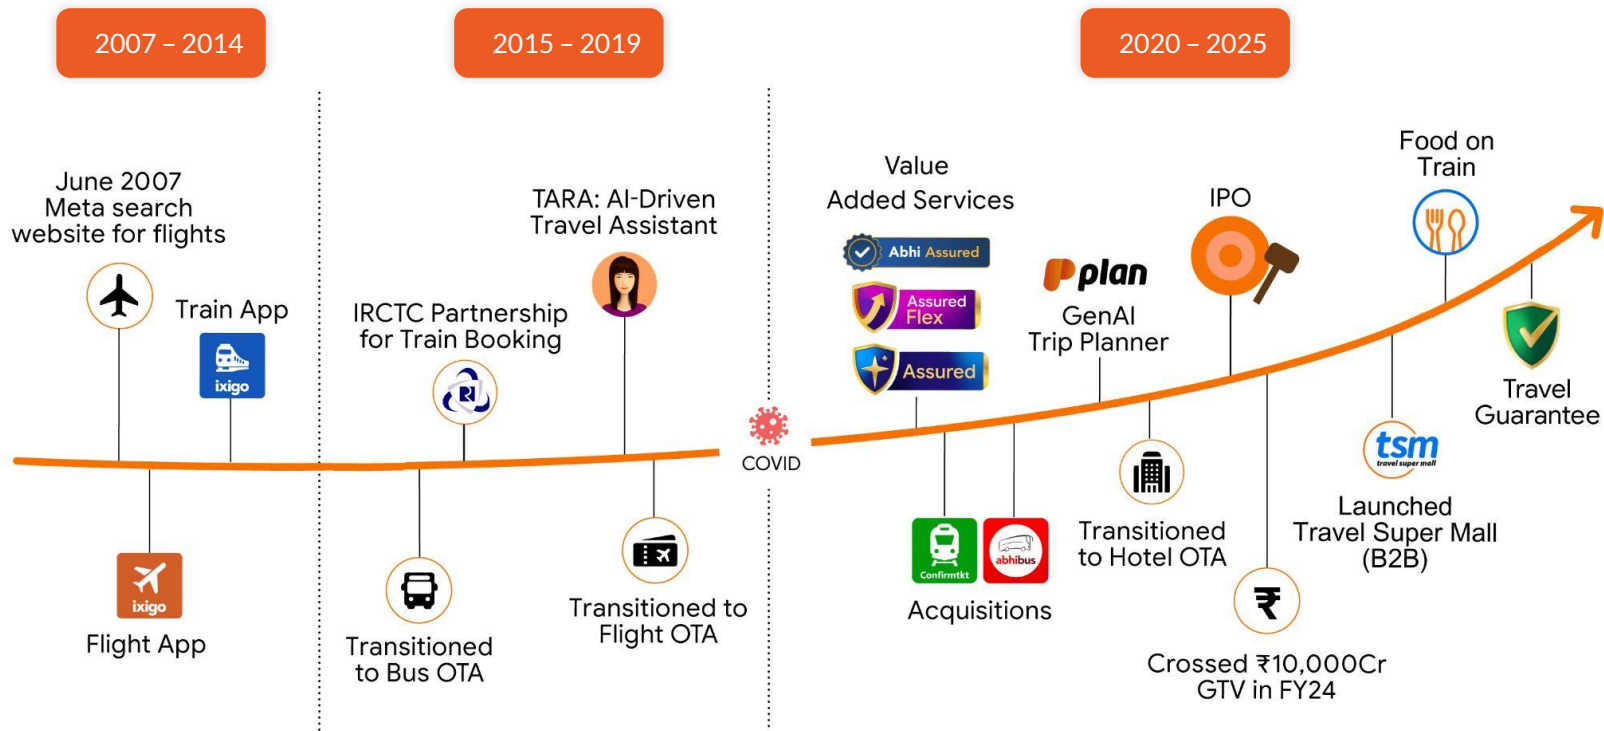 2007 – 2014
2015 – 2019
2020 – 2025
June 2007
Meta search
website for flights
Train App
ixigo
ixigo
Flight App
TARA: AI-Driven
Travel Assistant
IRCTC Partnership
for Train Booking
R
Transitioned
to Bus OTA
Transitioned to
Flight OTA
COVID
Value
Added Services
Abhi Assured
Assured
Flex
Assured
plan
GenAI
Trip Planner
IPO
Food on
Train
Confirmtkt
abhibus
Acquisitions
Transitioned
to Hotel OTA
₹
Crossed ₹10,000Cr
GTV in FY24
tsm
travel super mall
Launched
Travel Super Mall
(B2B)
Travel
Guarantee